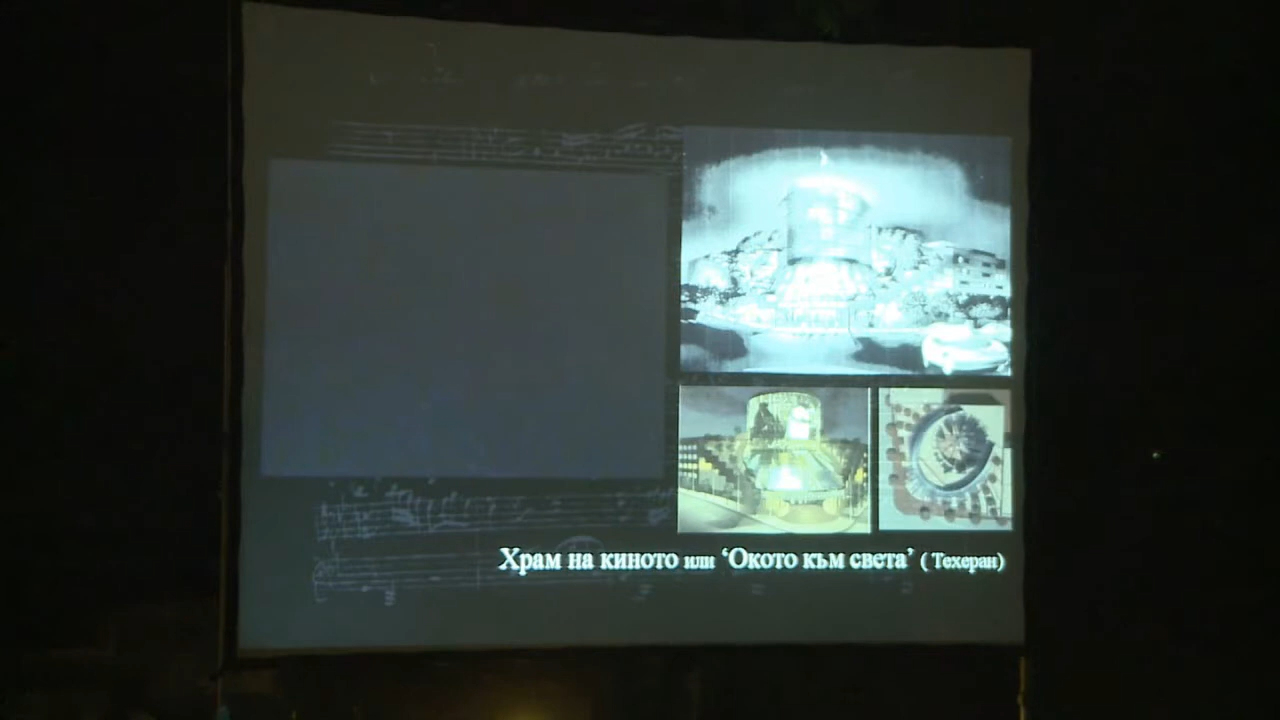 Храм на киното или ‘Окото към света’ ( Техеран)